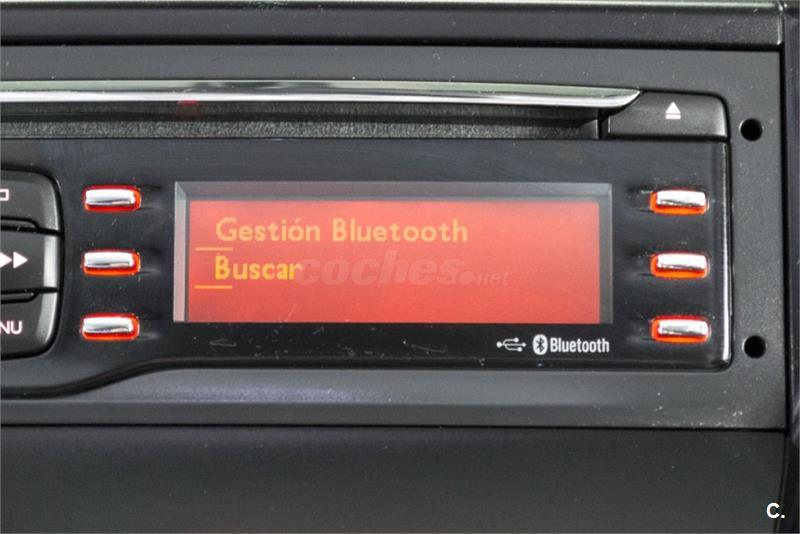 Gestión Bluetooth
Buscar
coches.net
NU
Bluetooth
C.